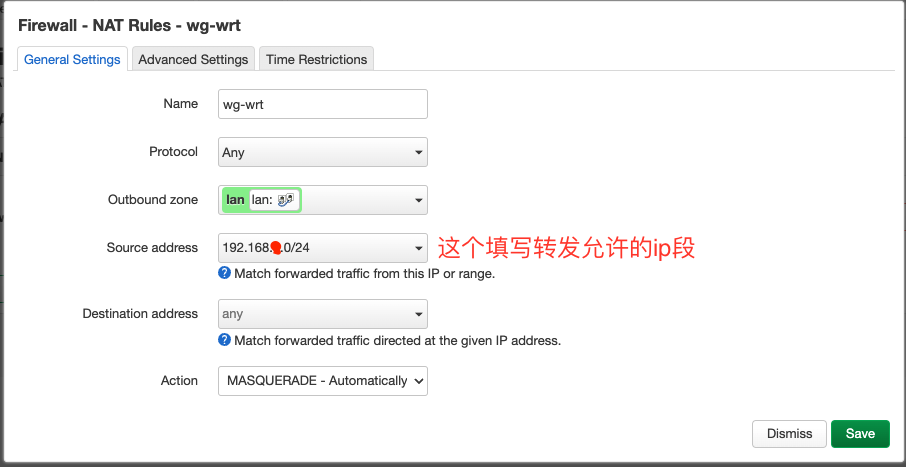 Firewall - NAT Rules - wg-wrt
General Settings
Advanced Settings
Time Restrictions
Name
wg-wrt
Protocol
Any
Outbound zone
lan lan:
Source address
192.168. .0/24
这个填写转发允许的ip段
Match forwarded traffic from this IP or range.
Destination address
any
Match forwarded traffic directed at the given IP address.
Action
MASQUERADE - Automatically
Dismiss
Save